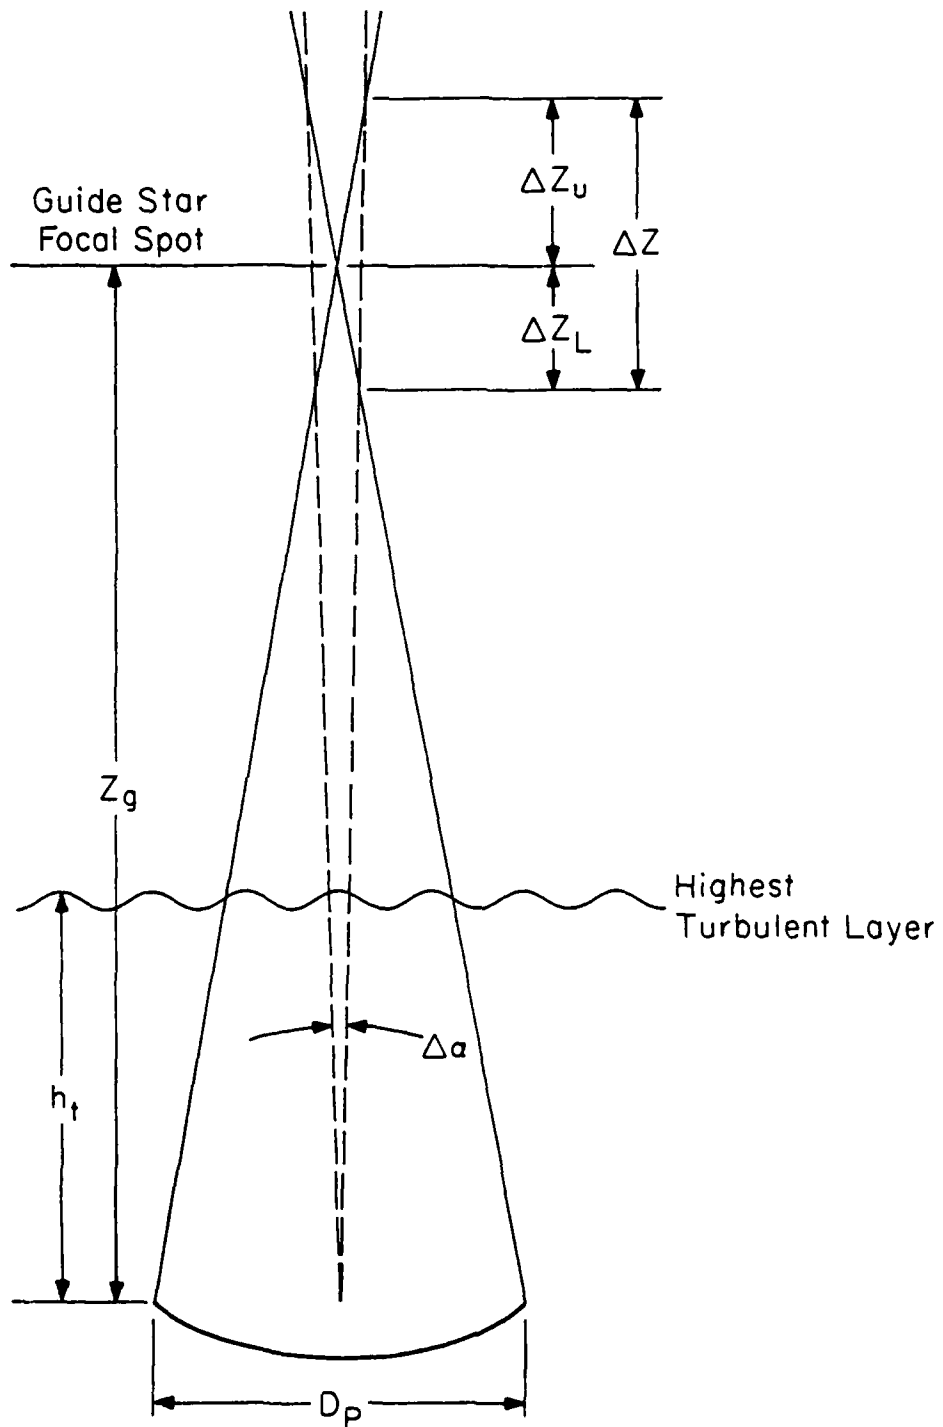 ΔZu
Guide Star
Focal Spot
ΔZ
ΔZL
Zg
Highest
Turbulent Layer
Δα
ht
Dp